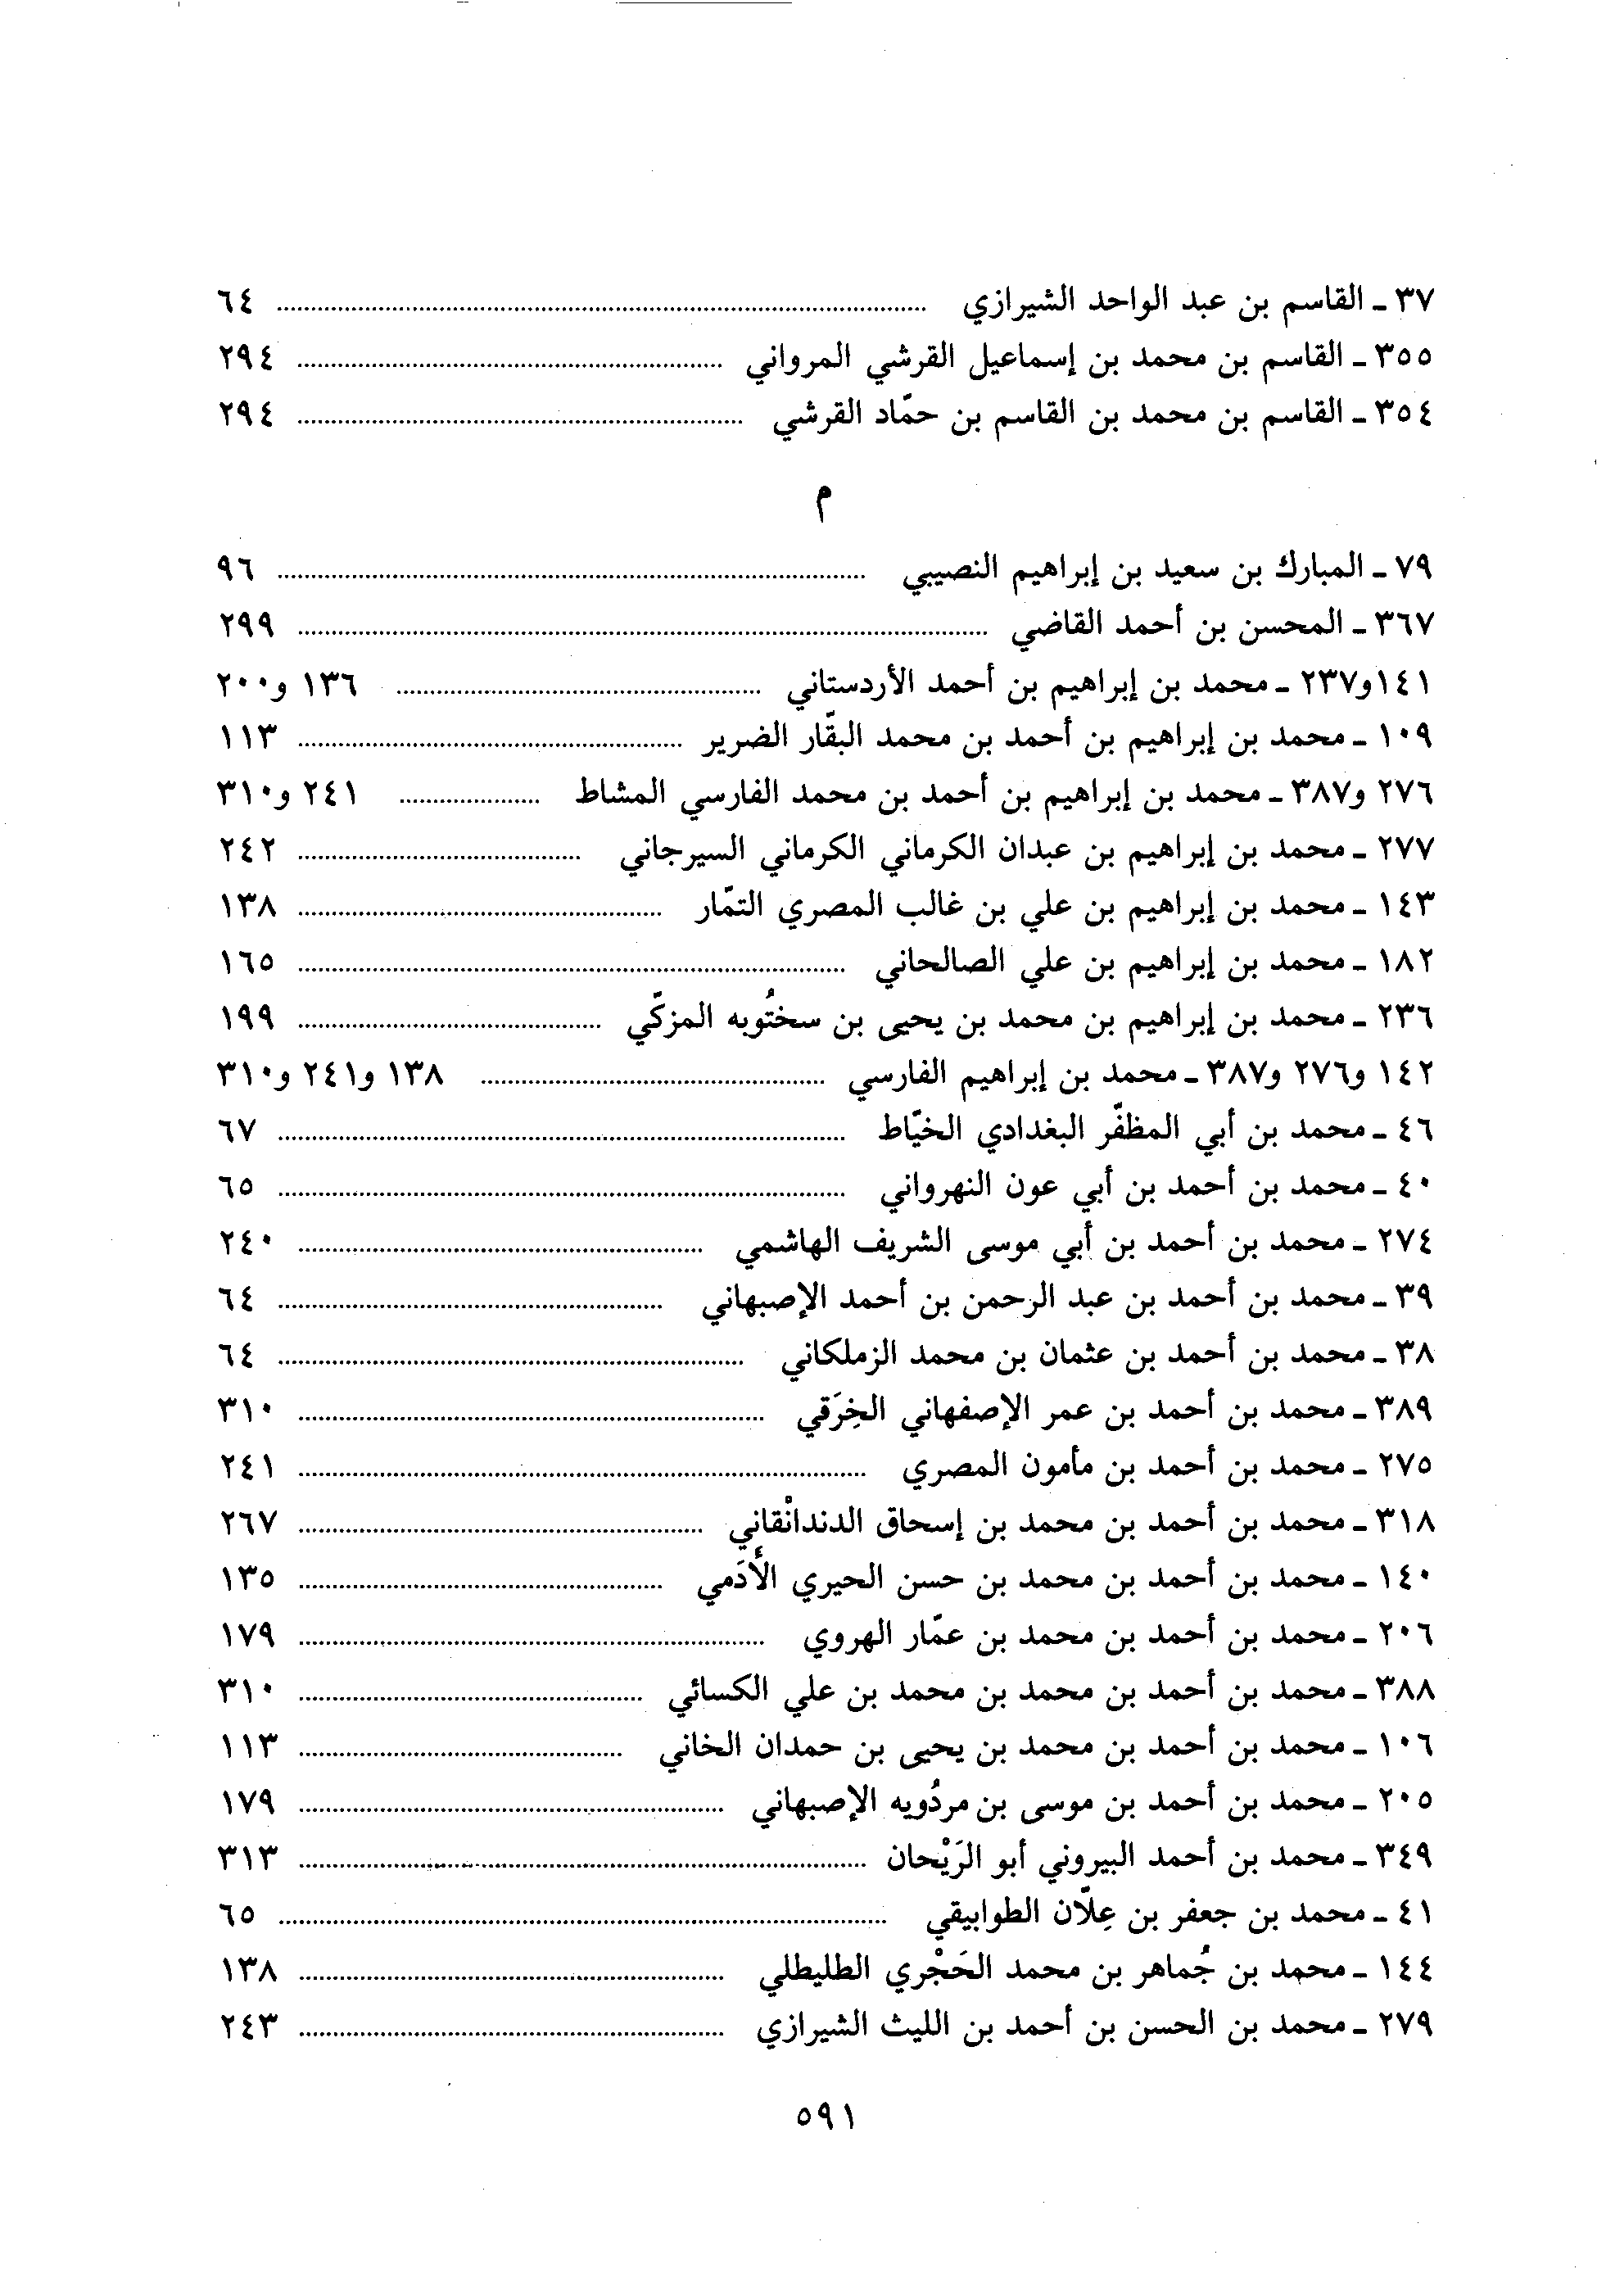 ٣٧ ـ القاسم بن عبد الواحد الشيرازي ........ ٦٤
٣٥٥ ـ القاسم بن محمد بن إسماعيل القرشي المرواني ........ ٢٩٤
٣٥٤ ـ القاسم بن محمد بن القاسم بن حمّاد القرشي ........ ٢٩٤
م
٧٩ ـ المبارك بن سعيد بن إبراهيم النصيبي ........ ٩٦
٣٦٧ ـ المحسن بن أحمد القاضي ........ ٢٩٩
١٤١و٢٣٧ ـ محمد بن إبراهيم بن أحمد الأردستاني ........ ١٣٦ و٢٠٠
١٠٩ ـ محمد بن إبراهيم بن أحمد بن محمد البقّار الضرير ........ ١١٣
٢٧٦ و٣٨٧ ـ محمد بن إبراهيم بن أحمد بن محمد الفارسي المشاط ........ ٢٤١ و٣١٠
٢٧٧ ـ محمد بن إبراهيم بن عبدان الكرماني الكرماني السيرجاني ........ ٢٤٢
١٤٣ ـ محمد بن إبراهيم بن علي بن غالب المصري التمّار ........ ١٣٨
١٨٢ ـ محمد بن إبراهيم بن علي الصالحاني ........ ١٦٥
٢٣٦ ـ محمد بن إبراهيم بن محمد بن يحيى بن سختُوبه المزكّي ........ ١٩٩
١٤٢ و٢٧٦ و٣٨٧ ـ محمد بن إبراهيم الفارسي ........ ١٣٨ و٢٤١ و٣١٠
٤٦ ـ محمد بن أبي المظفّر البغدادي الخيّاط ........ ٦٧
٤٠ ـ محمد بن أحمد بن أبي عون النهرواني ........ ٦٥
٢٧٤ ـ محمد بن أحمد بن أبي موسى الشريف الهاشمي ........ ٢٤٠
٣٩ ـ محمد بن أحمد بن عبد الرحمن بن أحمد الإصبهاني ........ ٦٤
٣٨ ـ محمد بن أحمد بن عثمان بن محمد الزملكاني ........ ٦٤
٣٨٩ ـ محمد بن أحمد بن عمر الإصفهاني الخِرَقي ........ ٣١٠
٢٧٥ ـ محمد بن أحمد بن مأمون المصري ........ ٢٤١
٣١٨ ـ محمد بن أحمد بن محمد بن إسحاق الدندانْقاني ........ ٢٦٧
١٤٠ ـ محمد بن أحمد بن محمد بن حسن الحيري الأَدَمي ........ ١٣٥
٢٠٦ ـ محمد بن أحمد بن محمد بن عمّار الهروي ........ ١٧٩
٣٨٨ ـ محمد بن أحمد بن محمد بن محمد بن علي الكسائي ........ ٣١٠
١٠٦ ـ محمد بن أحمد بن محمد بن يحيى بن حمدان الخاني ........ ١١٣
٢٠٥ ـ محمد بن أحمد بن موسى بن مردُويه الإصبهاني ........ ١٧٩
٣٤٩ ـ محمد بن أحمد البيروني أبو الرَيْحان ........ ٣١٣
٤١ ـ محمد بن جعفر بن عِلّان الطوابيقي ........ ٦٥
١٤٤ ـ محمد بن جُماهر بن محمد الحَجْري الطليطلي ........ ١٣٨
٢٧٩ ـ محمد بن الحسن بن أحمد بن الليث الشيرازي ........ ٢٤٣
٥٩١